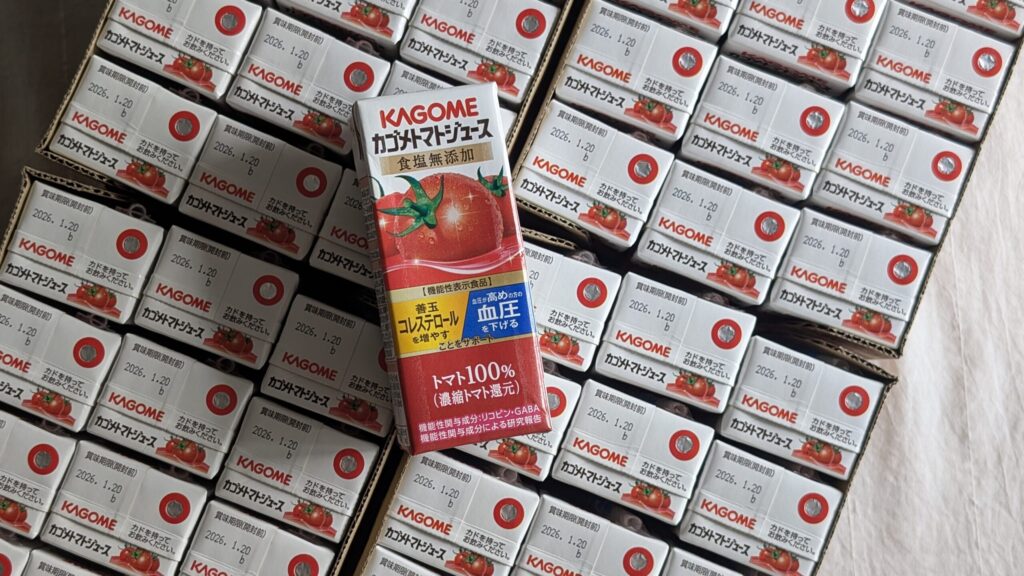 KAGOME
カゴメトマトジュース
食塩無添加
【機能性表示食品】
善玉
コレステロール
を増やす
ことをサポート
血圧が高めの方の
血圧
を下げる
トマト100%
(濃縮トマト還元)
機能性関与成分:リコピン・GABA
機能性関与成分による研究報告
賞味期限(開封前)
2026. 1.20
b
カドを持って
お飲みください。
KAGOME
カゴメトマトジュース